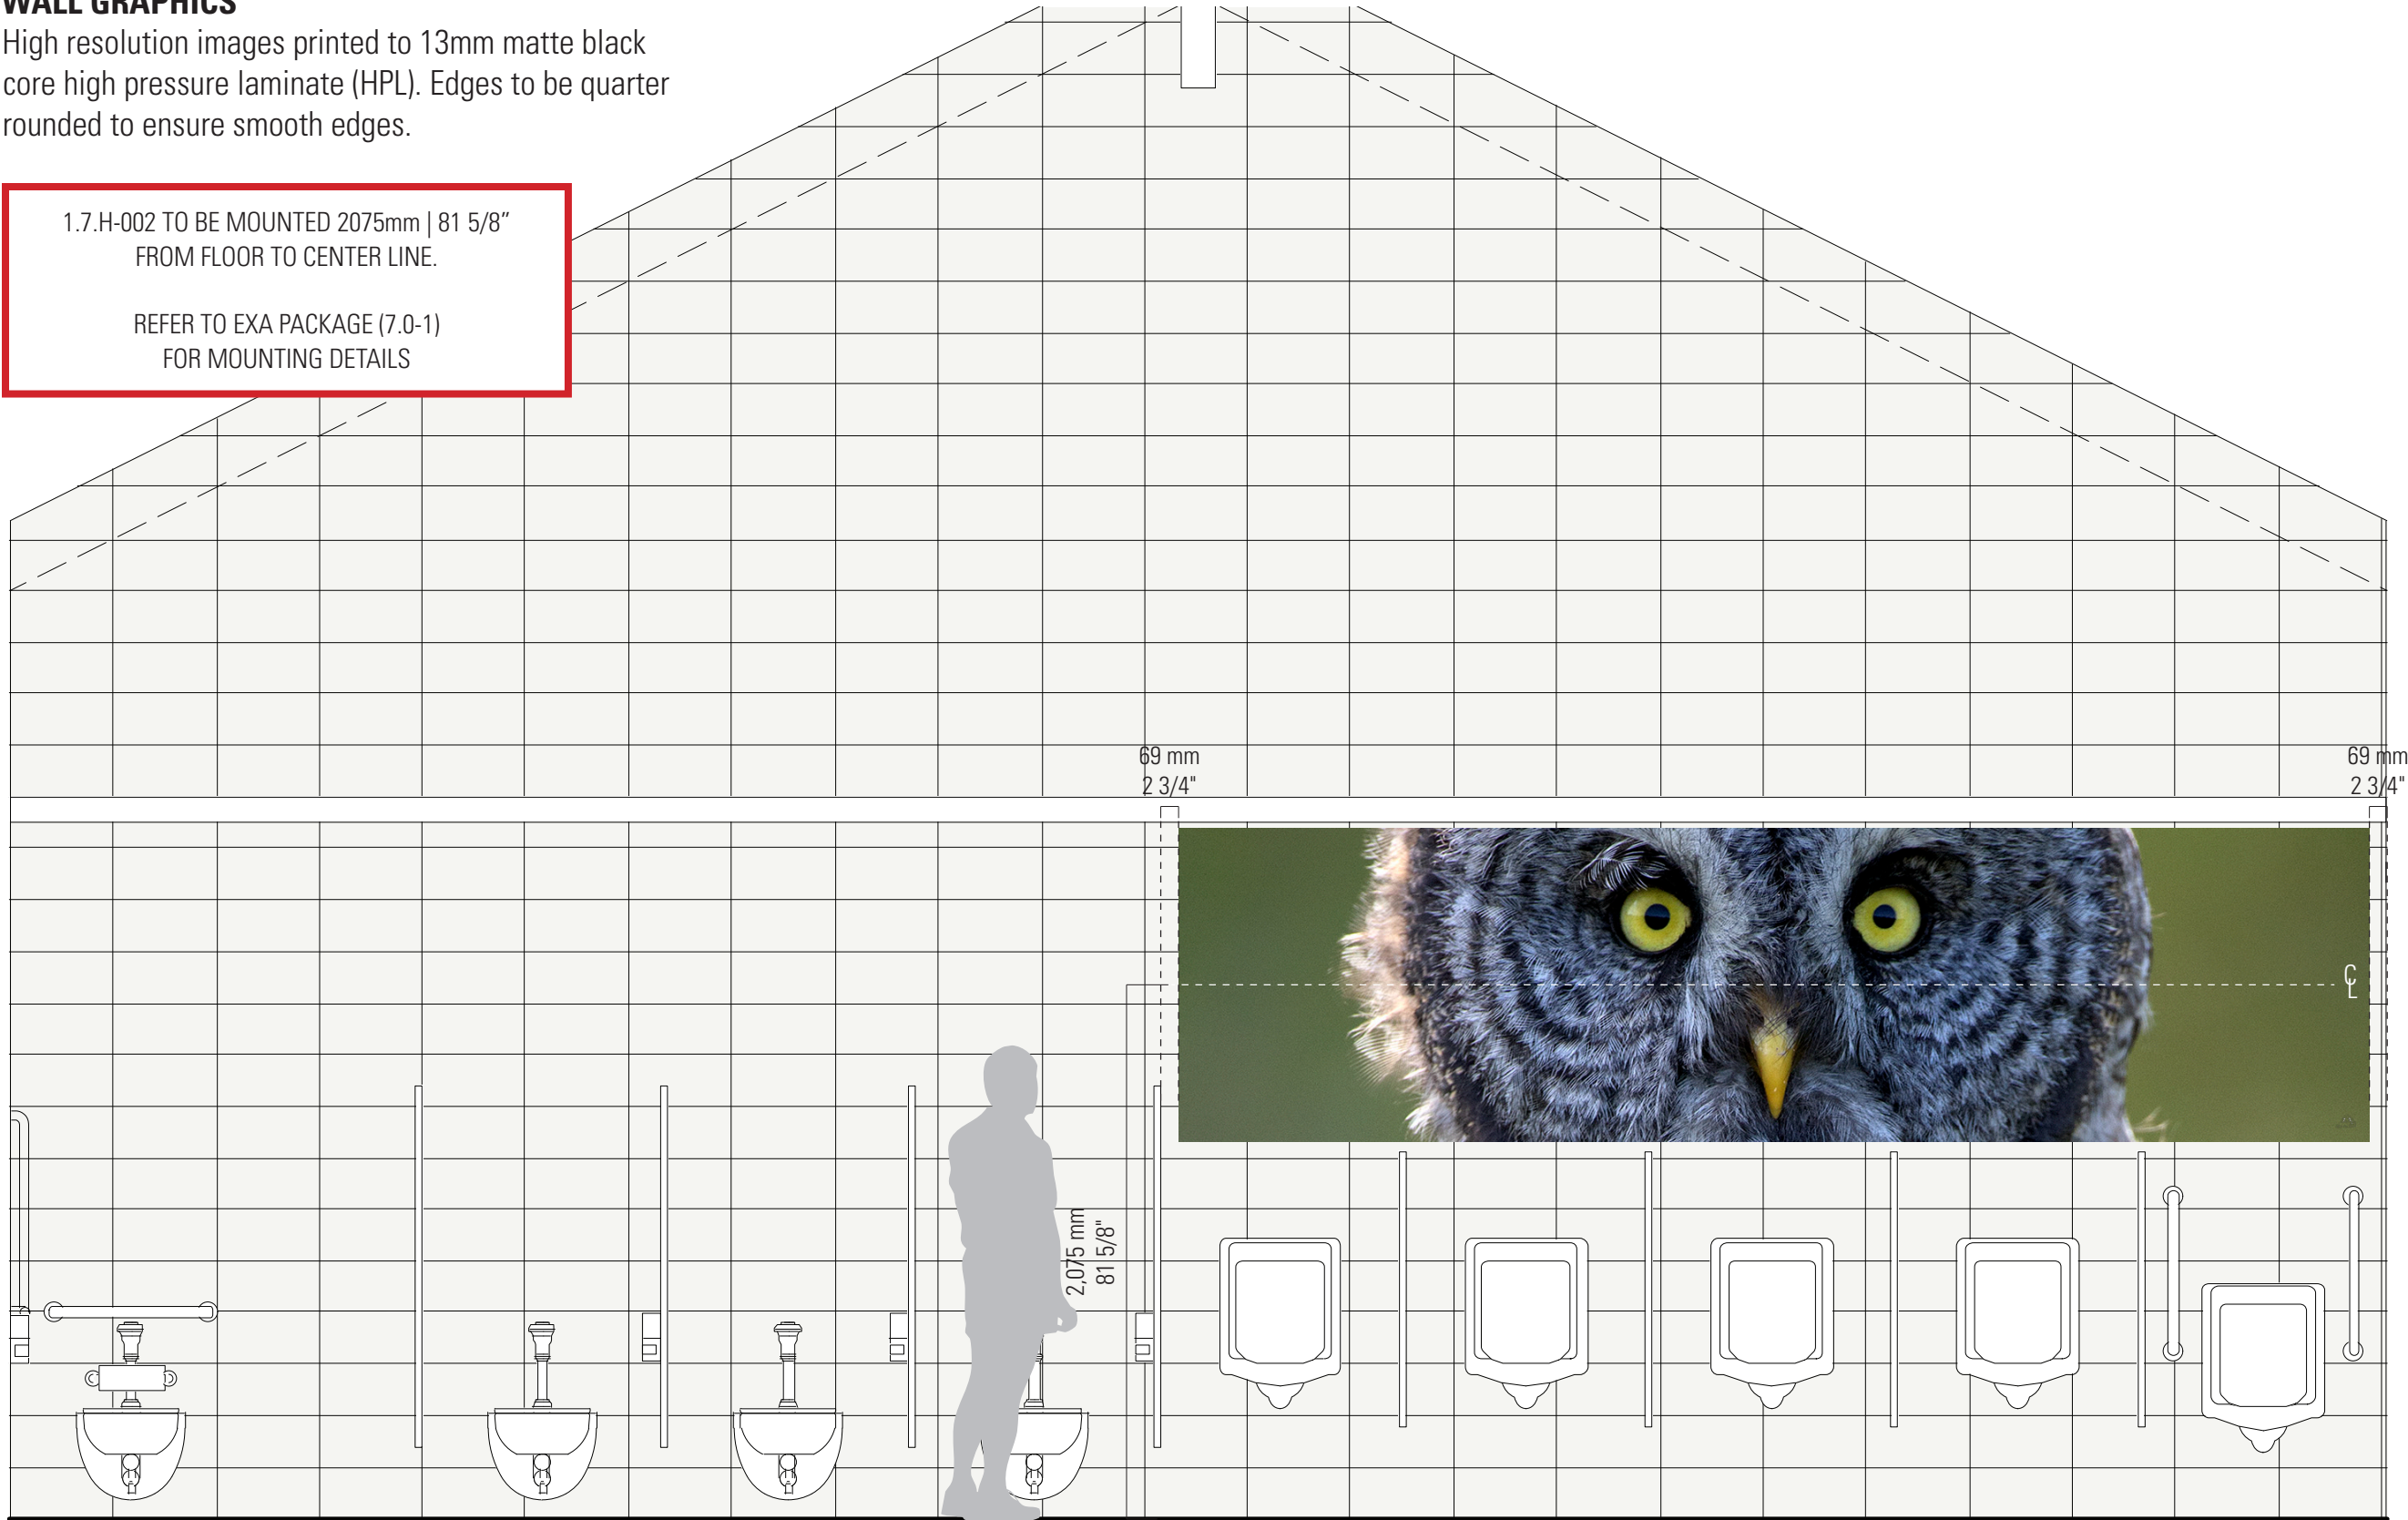 WALL GRAPHICS
High resolution images printed to 13mm matte black
core high pressure laminate (HPL). Edges to be quarter
rounded to ensure smooth edges.
1.7.H-002 TO BE MOUNTED 2075mm | 81 5/8”
FROM FLOOR TO CENTER LINE.
REFER TO EXA PACKAGE (7.0-1)
FOR MOUNTING DETAILS
69 mm
2 3/4"
69 mm
2 3/4"
CL
2,075 mm
81 5/8"